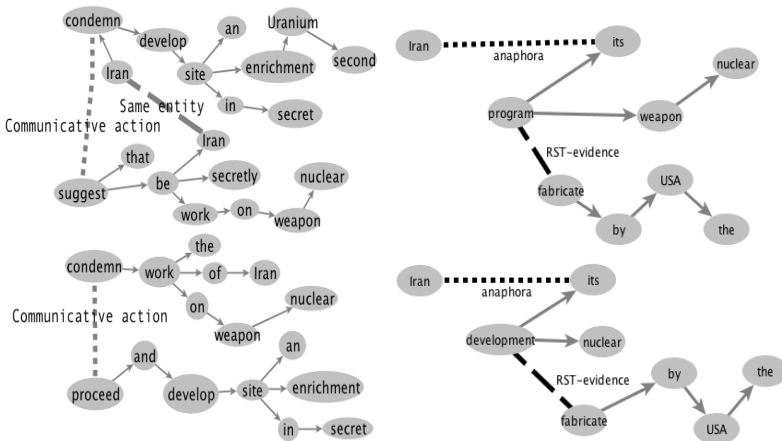 condemn
develop
an
Uranium
site
enrichment
second
Iran
in
secret
Same entity
Communicative action
Iran
that
suggest
be
secretly
nuclear
work
on
weapon
Iran
anaphora
its
nuclear
program
weapon
RST-evidence
fabricate
USA
by
the
condemn
work
the
of
Iran
on
nuclear
weapon
Communicative action
and
an
proceed
develop
site
enrichment
in
secret
Iran
anaphora
its
development
nuclear
RST-evidence
by
the
fabricate
USA